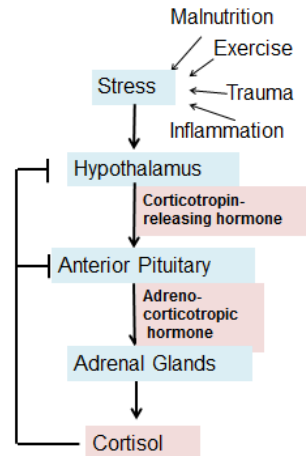 Malnutrition
Exercise
Stress
Trauma
Inflammation
Hypothalamus
Corticotropin-
releasing hormone
Anterior Pituitary
Adreno-
corticotropic
hormone
Adrenal Glands
Cortisol